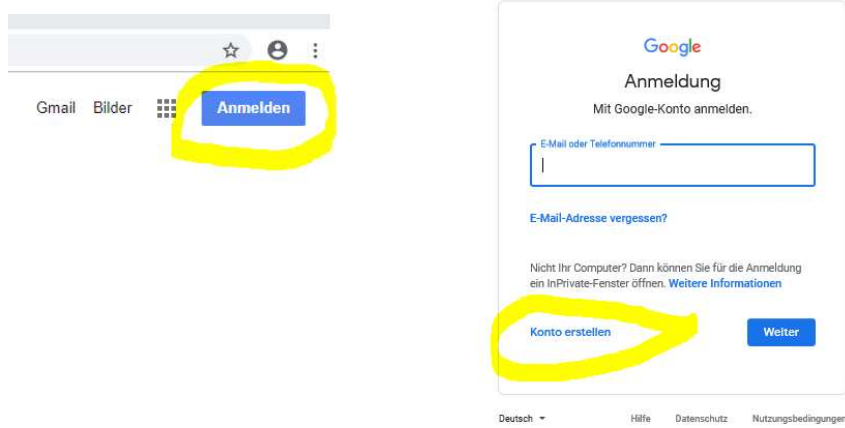 Gmail Bilder Anmelden
Google
Anmeldung
Mit Google-Konto anmelden.
E-Mail oder Telefonnummer
E-Mail-Adresse vergessen?
Nicht Ihr Computer? Dann können Sie für die Anmeldung
ein InPrivate-Fenster öffnen. Weitere Informationen
Konto erstellen Weiter
Deutsch Hilfe Datenschutz Nutzungsbedingungen